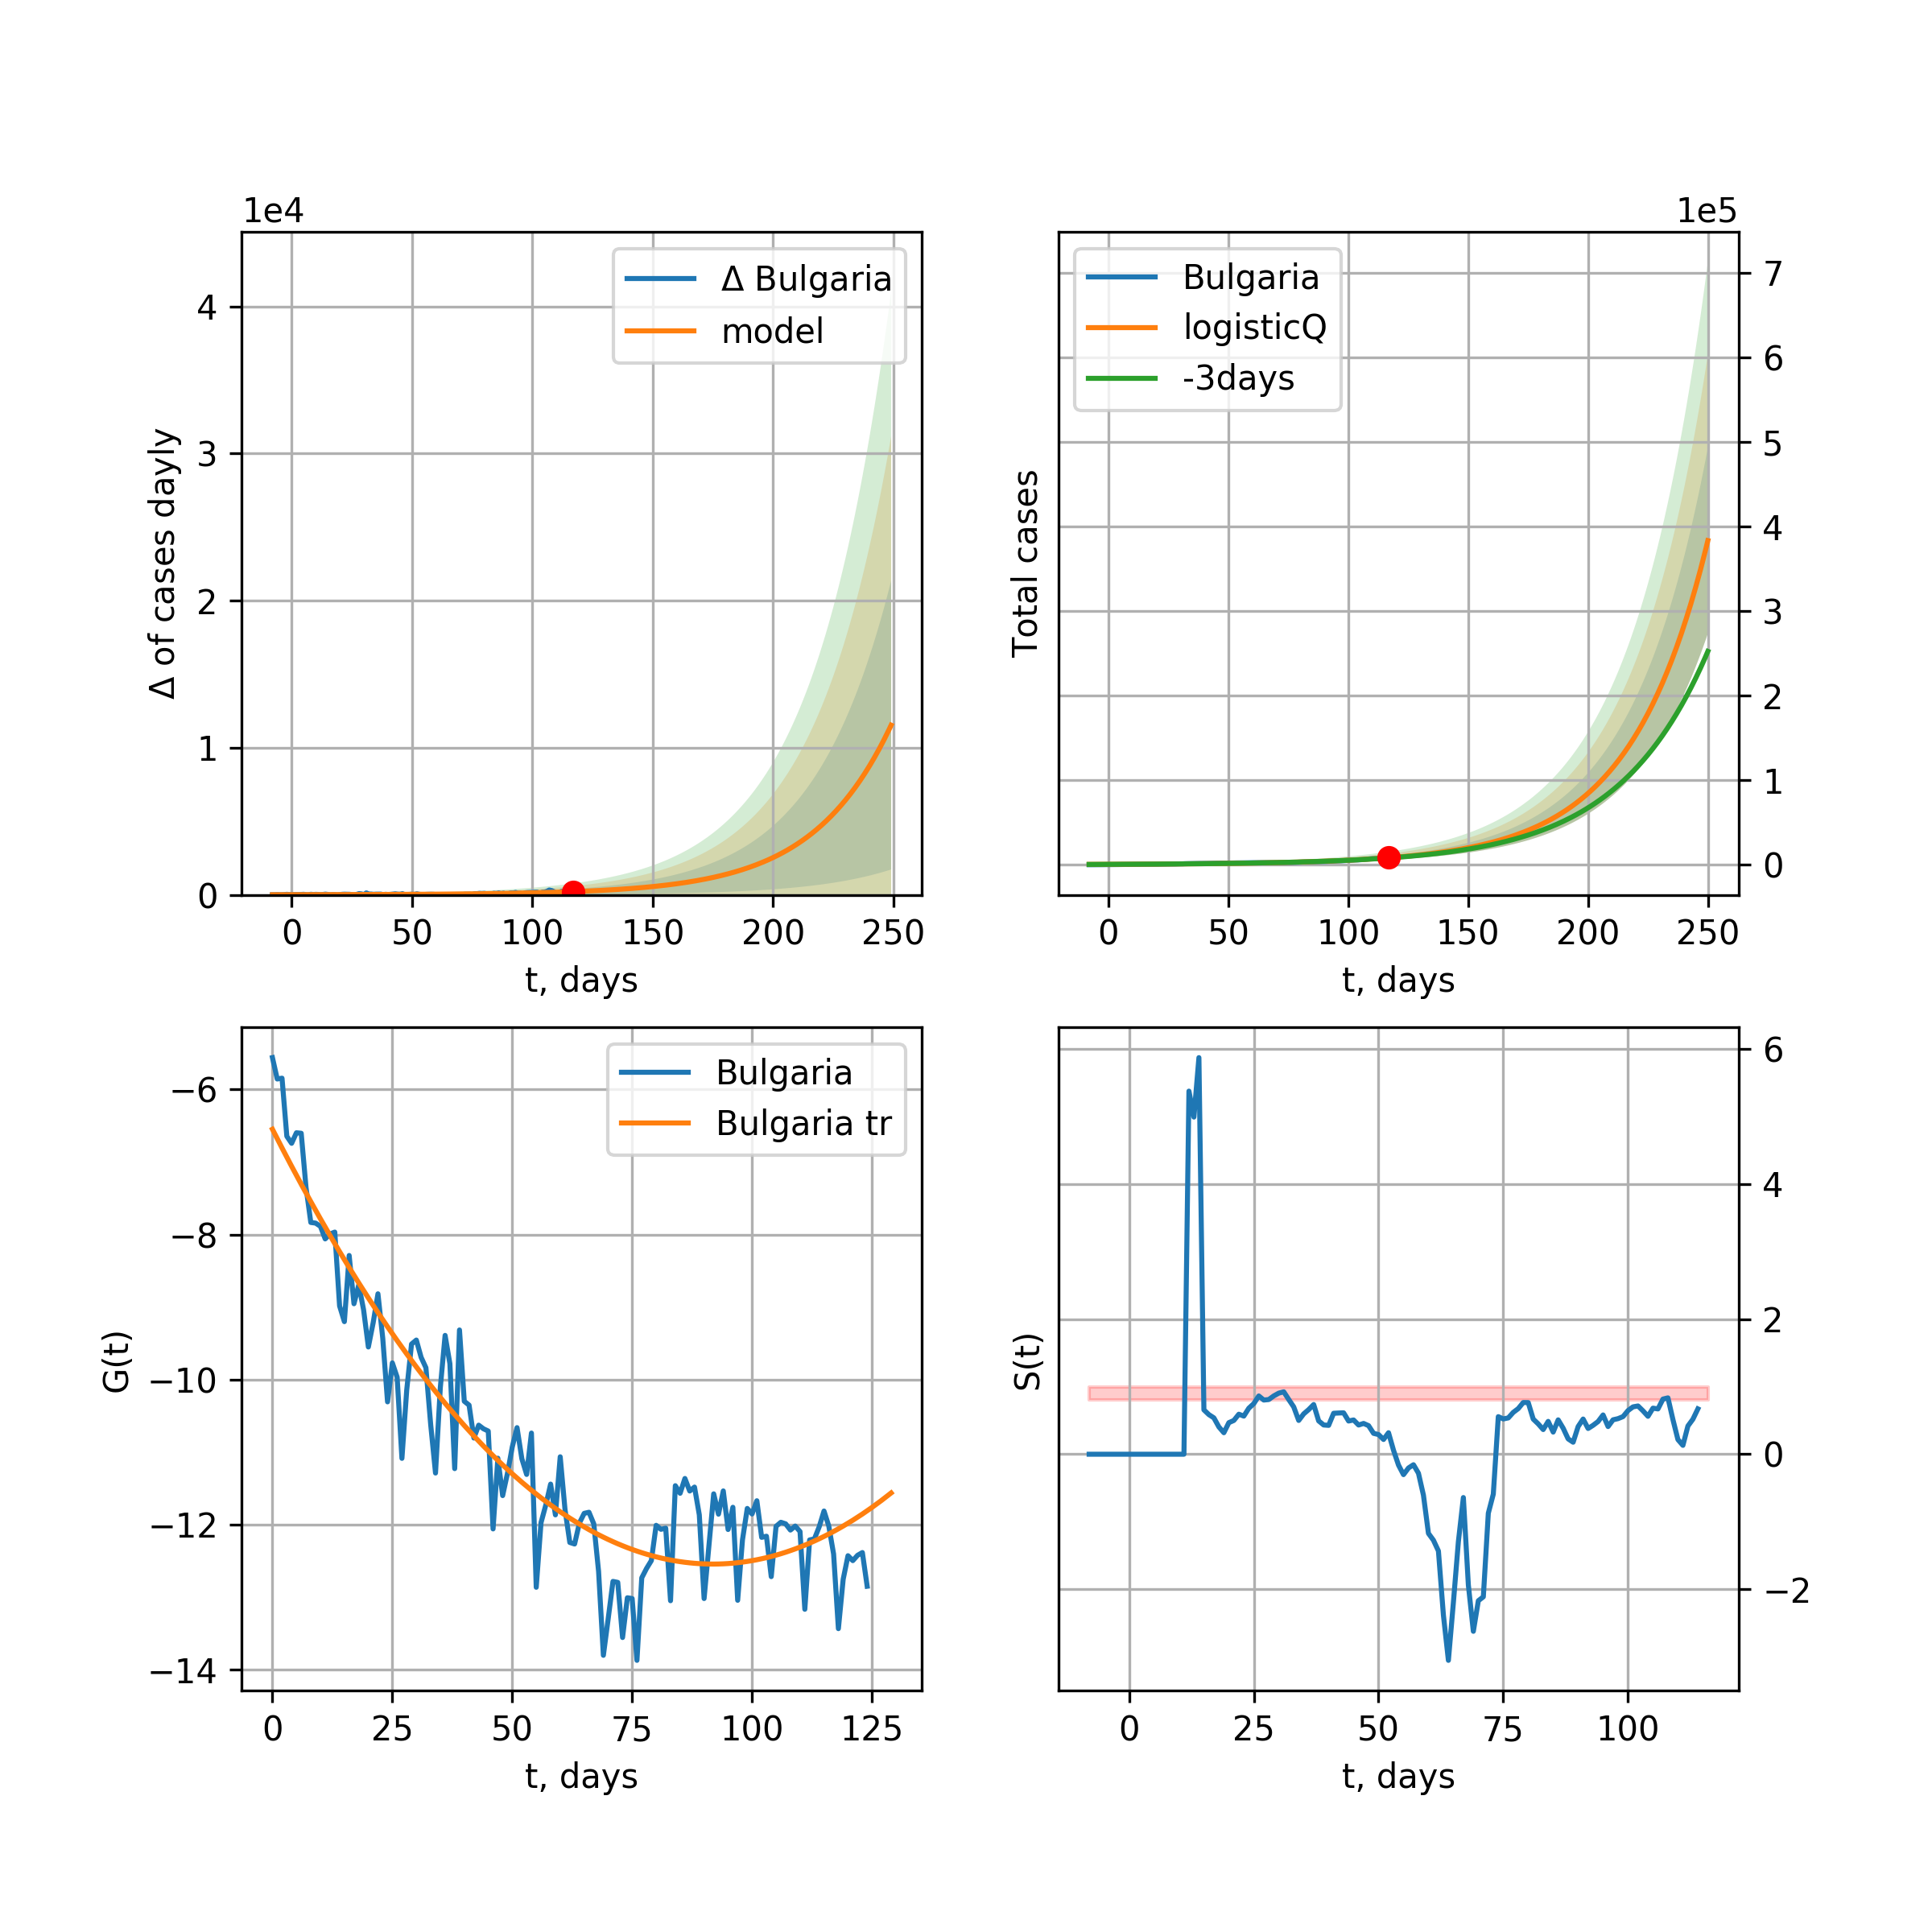 1e4
Δ of cases dayly
4
3
2
1
0
Δ Bulgaria
model
0 50 100 150 200 250
t, days
1e5
Total cases
Bulgaria
logisticQ
-3days
7
6
5
4
3
2
1
0
0 50 100 150 200 250
t, days
G(t)
−6
−8
−10
−12
−14
Bulgaria
Bulgaria tr
0 25 50 75 100 125
t, days
S(t)
6
4
2
0
−2
0 25 50 75 100
t, days